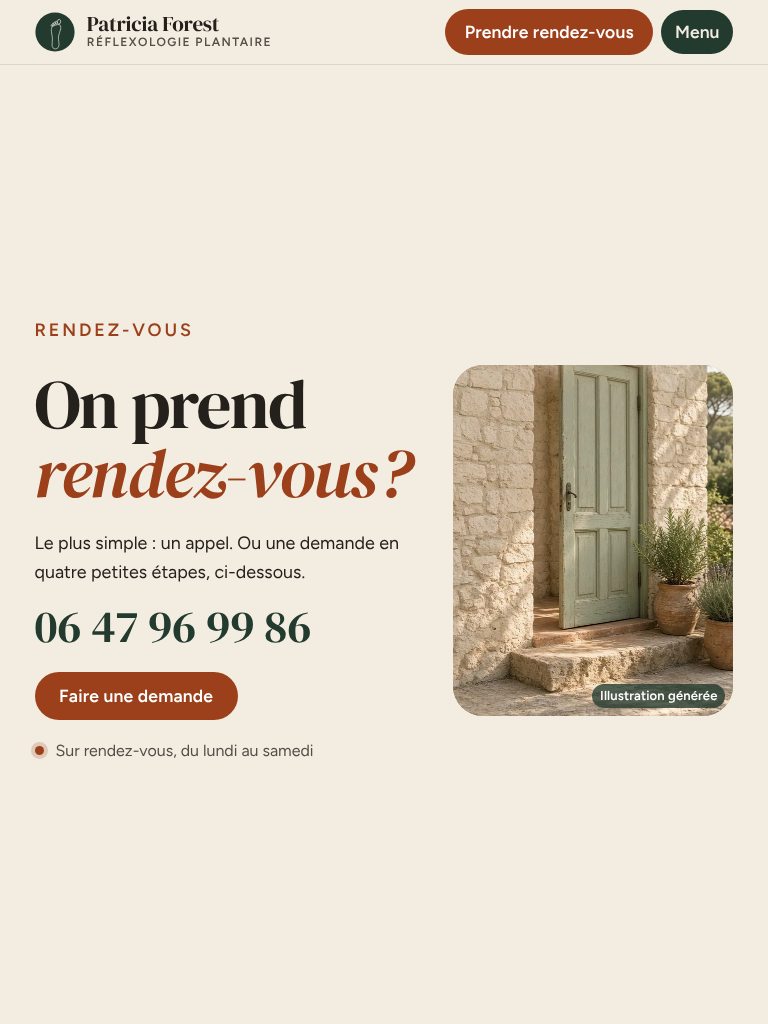 Patricia Forest
RÉFLEXOLOGIE PLANTAIRE
Prendre rendez-vous
Menu
RENDEZ-VOUS
On prend
rendez-vous ?
Le plus simple : un appel. Ou une demande en
quatre petites étapes, ci-dessous.
06 47 96 99 86
Faire une demande
Sur rendez-vous, du lundi au samedi
Illustration générée